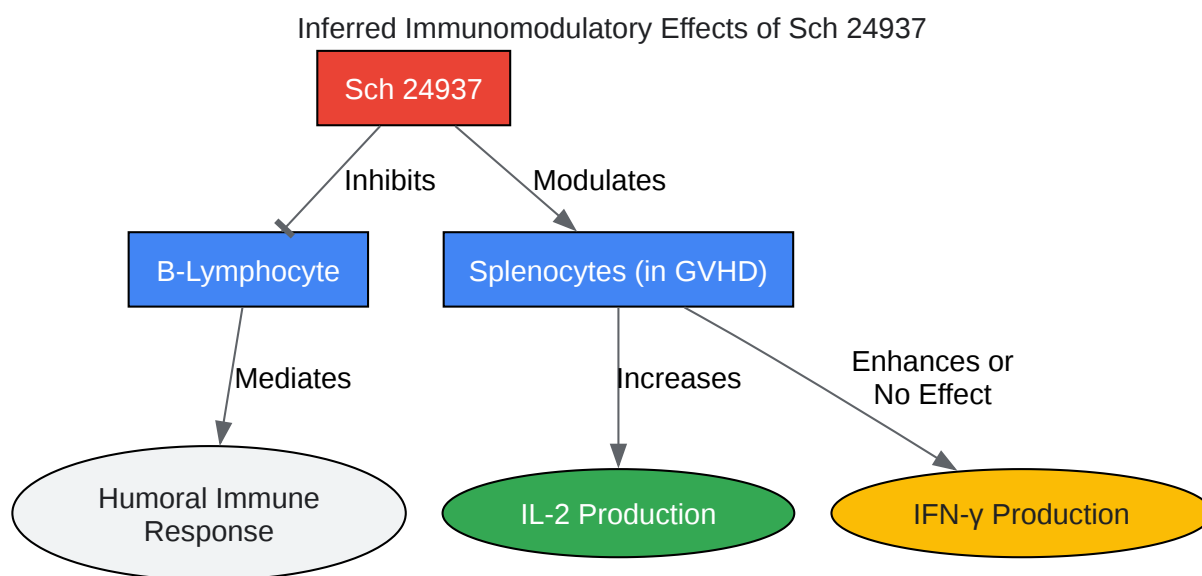 Inferred Immunomodulatory Effects of Sch 24937
Sch 24937
Inhibits
Modulates
B-Lymphocyte
Splenocytes (in GVHD)
Mediates
Increases
Enhances or
No Effect
Humoral Immune
Response
IL-2 Production
IFN-γ Production